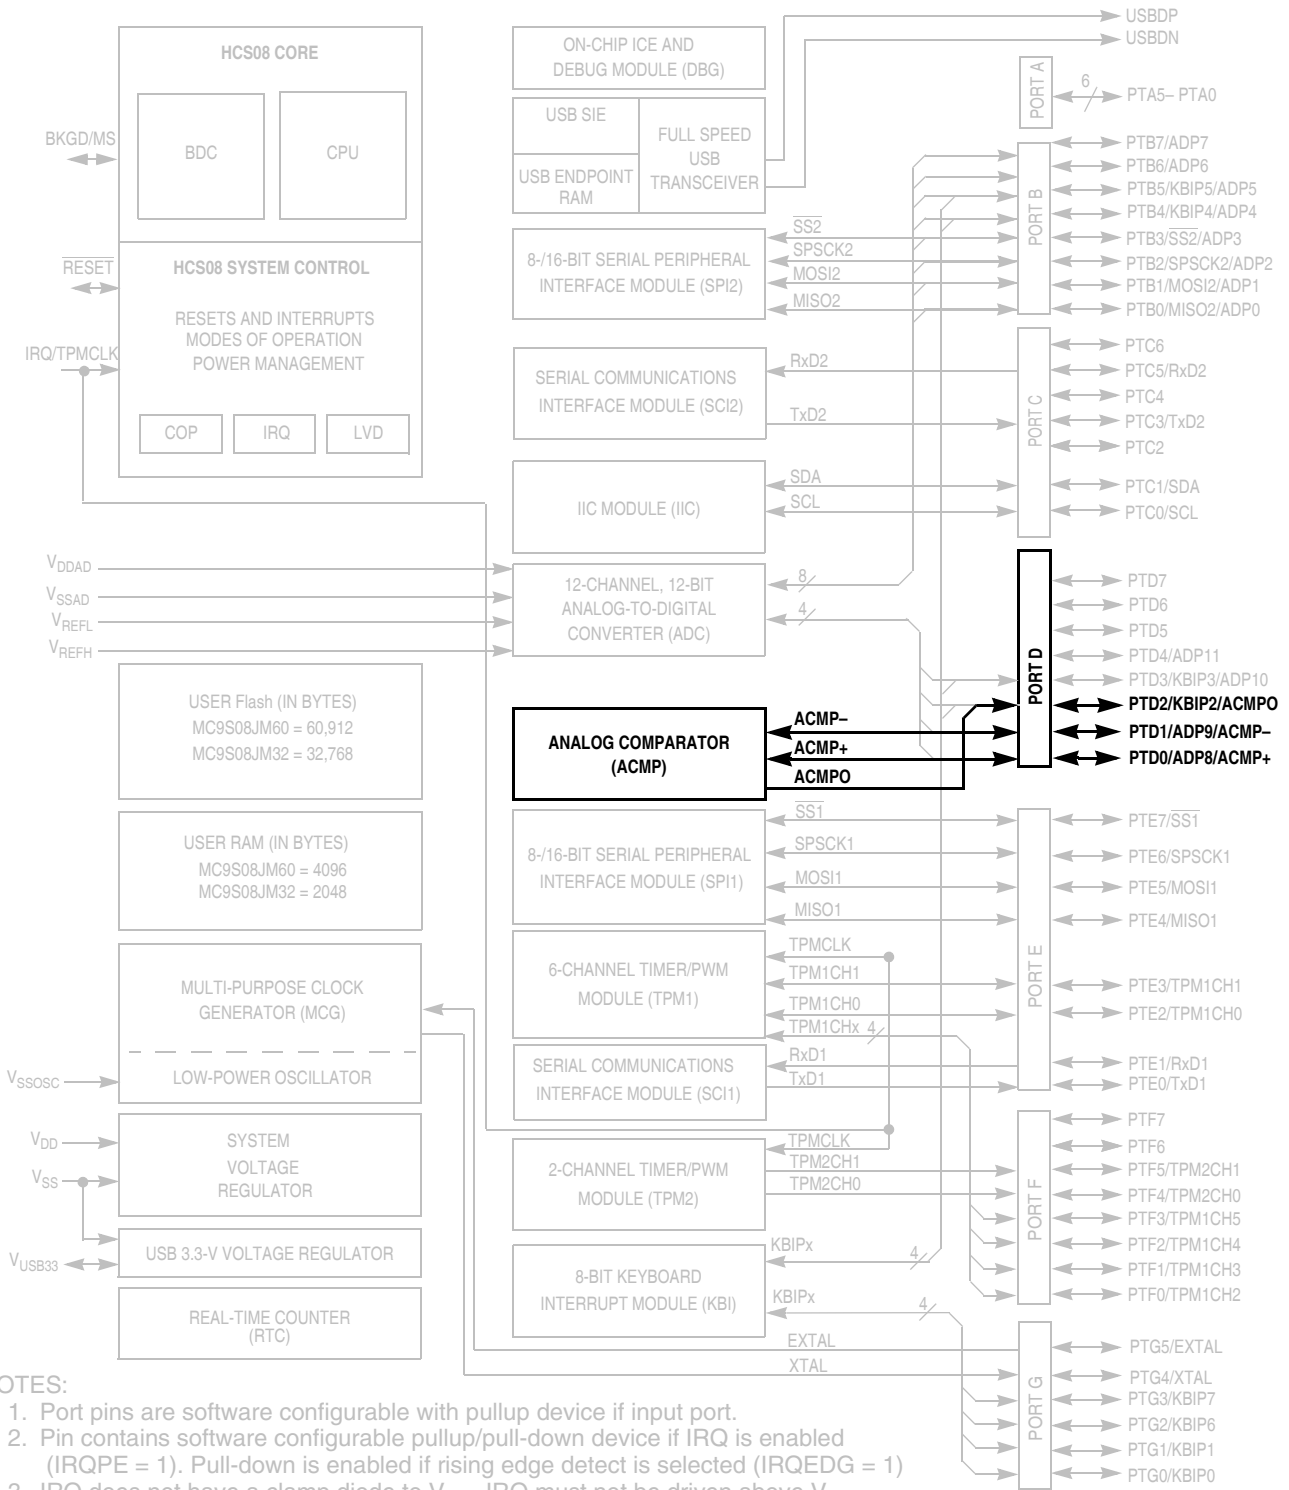 HCS08 CORE
BDC
CPU
BKGD/MS
RESET
HCS08 SYSTEM CONTROL
RESETS AND INTERRUPTS
MODES OF OPERATION
POWER MANAGEMENT
IRQ/TPMCLK
COP
IRQ
LVD
VDDAD
VSSAD
VREFL
VREFH
USER Flash (IN BYTES)
MC9S08JM60 = 60,912
MC9S08JM32 = 32,768
USER RAM (IN BYTES)
MC9S08JM60 = 4096
MC9S08JM32 = 2048
MULTI-PURPOSE CLOCK
GENERATOR (MCG)
LOW-POWER OSCILLATOR
VSSOSC
VDD
SYSTEM
VOLTAGE
REGULATOR
VSS
USB 3.3-V VOLTAGE REGULATOR
VUSB33
REAL-TIME COUNTER
(RTC)
ON-CHIP ICE AND
DEBUG MODULE (DBG)
USB SIE
FULL SPEED
USB
TRANSCEIVER
USB ENDPOINT
RAM
8-/16-BIT SERIAL PERIPHERAL
INTERFACE MODULE (SPI2)
SS2
SPSCK2
MOSI2
MISO2
SERIAL COMMUNICATIONS
INTERFACE MODULE (SCI2)
RxD2
TxD2
IIC MODULE (IIC)
SDA
SCL
12-CHANNEL, 12-BIT
ANALOG-TO-DIGITAL
CONVERTER (ADC)
8
4
ANALOG COMPARATOR
(ACMP)
ACMP–
ACMP+
ACMPO
8-/16-BIT SERIAL PERIPHERAL
INTERFACE MODULE (SPI1)
SS1
SPSCK1
MOSI1
MISO1
6-CHANNEL TIMER/PWM
MODULE (TPM1)
TPMCLK
TPM1CH1
TPM1CH0
TPM1CHx 4
SERIAL COMMUNICATIONS
INTERFACE MODULE (SCI1)
RxD1
TxD1
2-CHANNEL TIMER/PWM
MODULE (TPM2)
TPMCLK
TPM2CH1
TPM2CH0
8-BIT KEYBOARD
INTERRUPT MODULE (KBI)
KBIPx 4
KBIPx 4
EXTAL
XTAL
USBDP
USBDN
PORT A
6
PTA5– PTA0
PORT B
PTB7/ADP7
PTB6/ADP6
PTB5/KBIP5/ADP5
PTB4/KBIP4/ADP4
PTB3/SS2/ADP3
PTB2/SPSCK2/ADP2
PTB1/MOSI2/ADP1
PTB0/MISO2/ADP0
PORT C
PTC6
PTC5/RxD2
PTC4
PTC3/TxD2
PTC2
PTC1/SDA
PTC0/SCL
PORT D
PTD7
PTD6
PTD5
PTD4/ADP11
PTD3/KBIP3/ADP10
PTD2/KBIP2/ACMPO
PTD1/ADP9/ACMP–
PTD0/ADP8/ACMP+
PORT E
PTE7/SS1
PTE6/SPSCK1
PTE5/MOSI1
PTE4/MISO1
PTE3/TPM1CH1
PTE2/TPM1CH0
PTE1/RxD1
PTE0/TxD1
PORT F
PTF7
PTF6
PTF5/TPM2CH1
PTF4/TPM2CH0
PTF3/TPM1CH5
PTF2/TPM1CH4
PTF1/TPM1CH3
PTF0/TPM1CH2
PORT G
PTG5/EXTAL
PTG4/XTAL
PTG3/KBIP7
PTG2/KBIP6
PTG1/KBIP1
PTG0/KBIP0
OTES:
1. Port pins are software configurable with pullup device if input port.
2. Pin contains software configurable pullup/pull-down device if IRQ is enabled
(IRQPE = 1). Pull-down is enabled if rising edge detect is selected (IRQEDG = 1)
3. IRQ does not have a clamp diode to V IRQ must not be driven above V